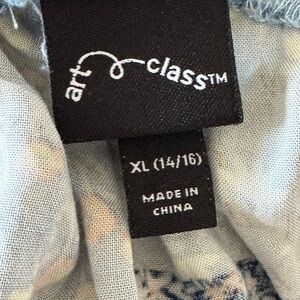 art class™
XL (14/16)
MADE IN
CHINA